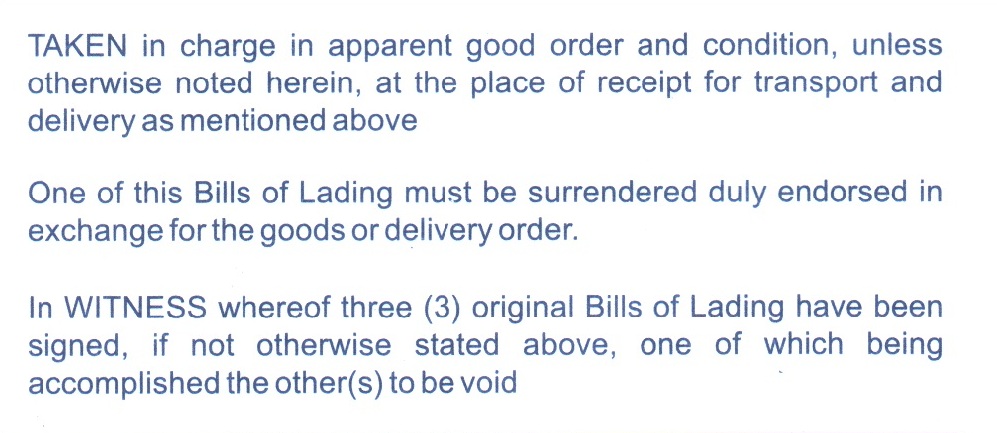 TAKEN in charge in apparent good order and condition, unless
otherwise noted herein, at the place of receipt for transport and
delivery as mentioned above
One of this Bills of Lading must be surrendered duly endorsed in
exchange for the goods or delivery order.
In WITNESS whereof three (3) original Bills of Lading have been
signed, if not otherwise stated above, one of which being
accomplished the other(s) to be void